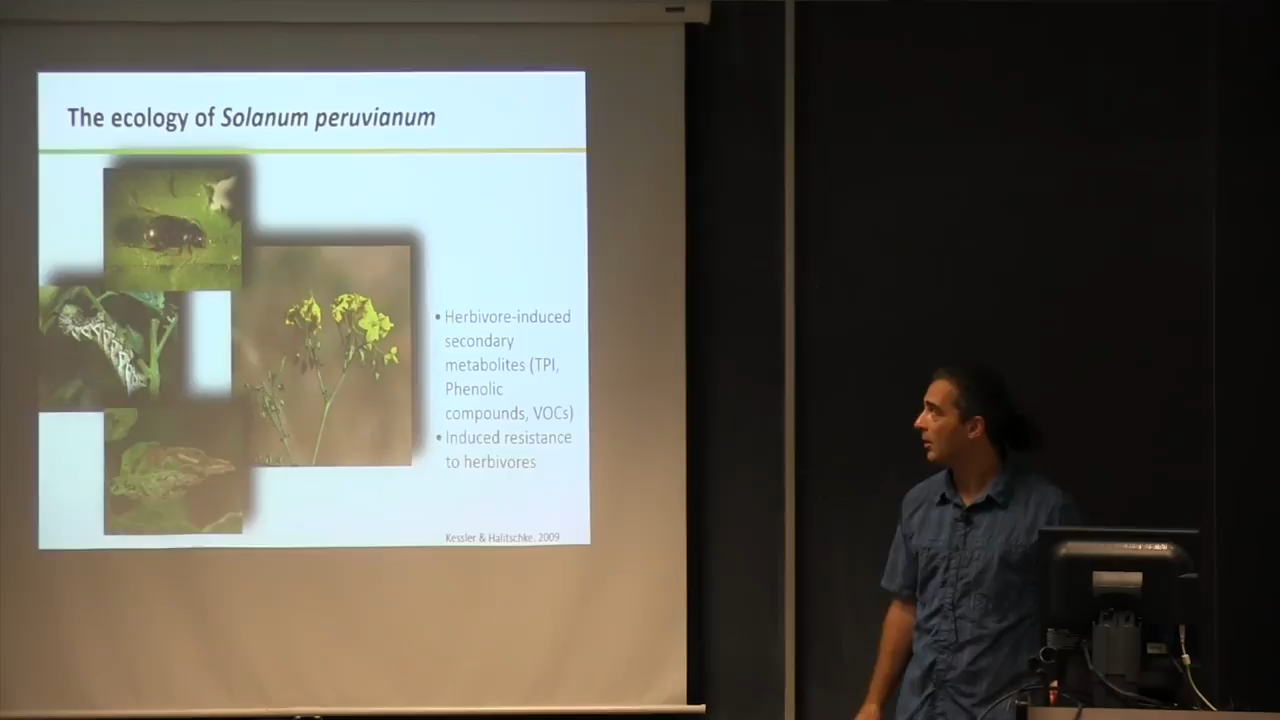 The ecology of Solanum peruvianum
• Herbivore-induced
secondary
metabolites (TPI,
Phenolic
compounds, VOCs)
• Induced resistance
to herbivores
Kessler & Halitschke. 2009